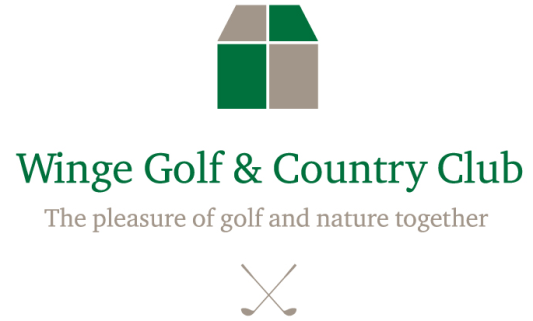 Winge Golf & Country Club
The pleasure of golf and nature together